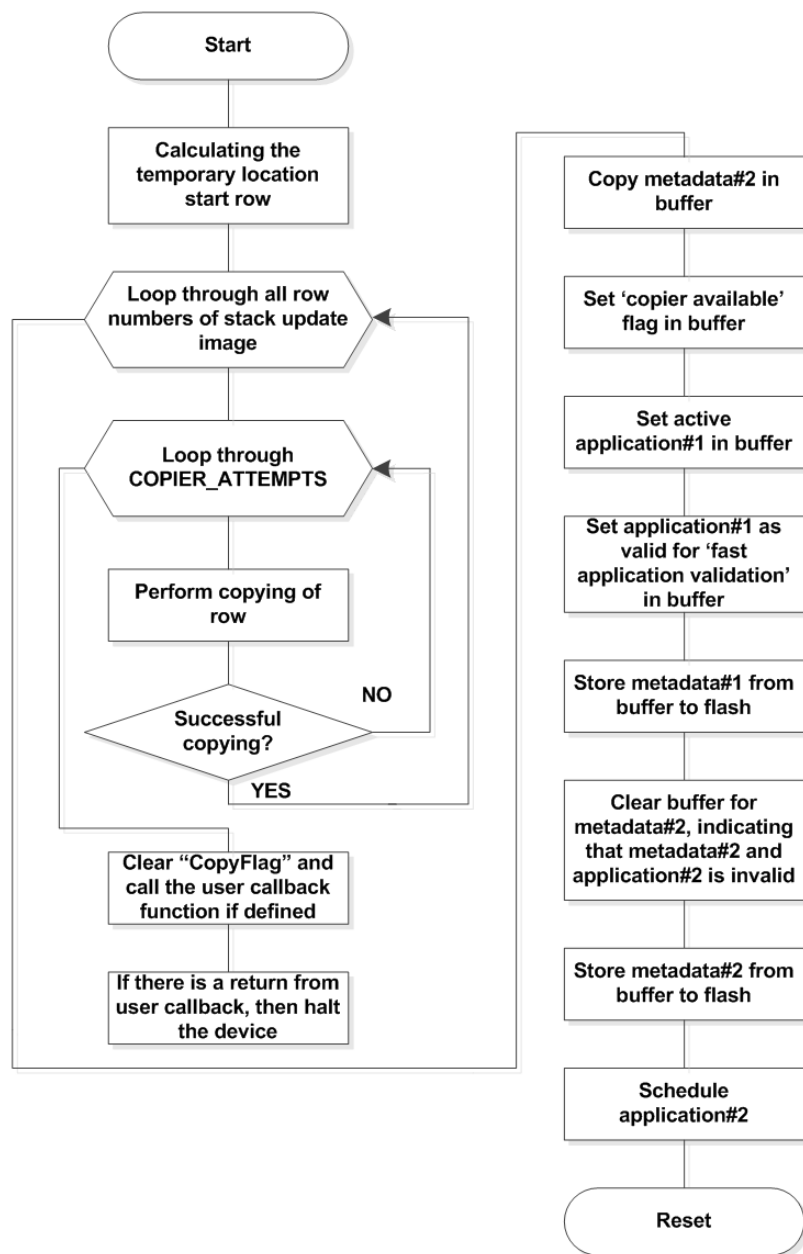 Start
Calculating the
temporary location
start row
Loop through all row
numbers of stack update
image
Loop through
COPIER_ATTEMPTS
Perform copying of
row
NO
Successful
copying?
YES
Clear “CopyFlag” and
call the user callback
function if defined
If there is a return from
user callback, then halt
the device
Copy metadata#2 in
buffer
Set ‘copier available’
flag in buffer
Set active
application#1 in buffer
Set application#1 as
valid for ‘fast
application validation’
in buffer
Store metadata#1 from
buffer to flash
Clear buffer for
metadata#2, indicating
that metadata#2 and
application#2 is invalid
Store metadata#2 from
buffer to flash
Schedule
application#2
Reset